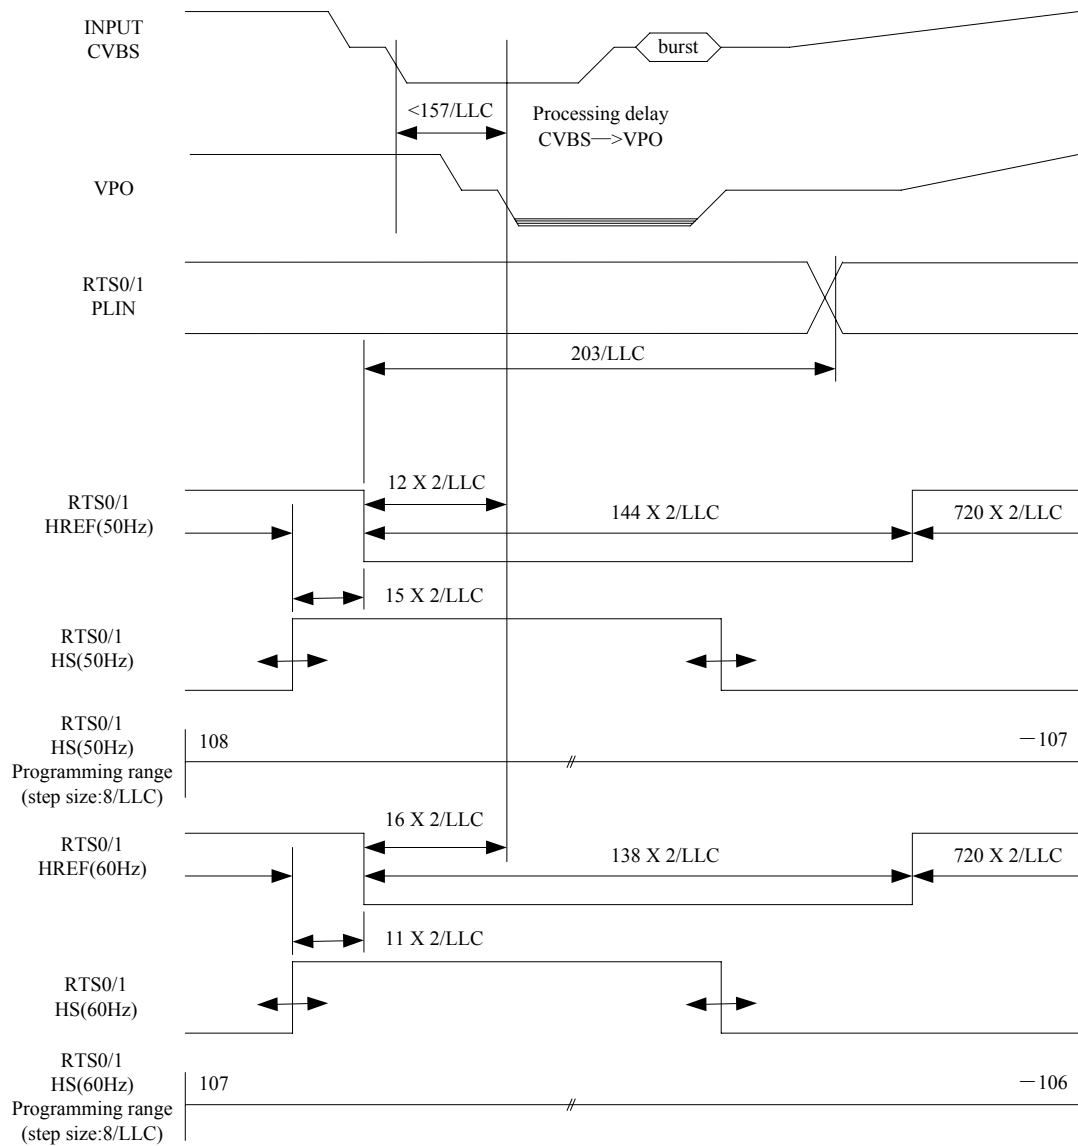 INPUT
CVBS
burst
<157/LLC
Processing delay
CVBS—>VPO
VPO
RTS0/1
PLIN
203/LLC
12 X 2/LLC
RTS0/1
HREF(50Hz)
144 X 2/LLC
720 X 2/LLC
15 X 2/LLC
RTS0/1
HS(50Hz)
RTS0/1
HS(50Hz)
Programming range
(step size:8/LLC)
108
—107
16 X 2/LLC
RTS0/1
HREF(60Hz)
138 X 2/LLC
720 X 2/LLC
11 X 2/LLC
RTS0/1
HS(60Hz)
RTS0/1
HS(60Hz)
Programming range
(step size:8/LLC)
107
—106